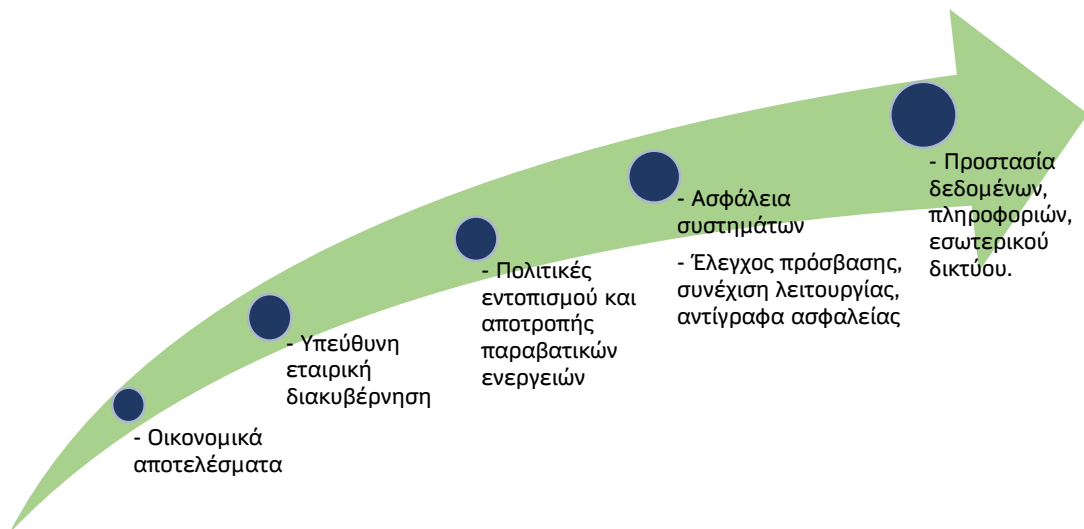 - Οικονομικά
αποτελέσματα
- Υπεύθυνη
εταιρική
διακυβέρνηση
- Πολιτικές
εντοπισμού και
αποτροπής
παραβατικών
ενεργειών
- Ασφάλεια
συστημάτων
- Έλεγχος πρόσβασης,
συνέχιση λειτουργίας,
αντίγραφα ασφαλείας
- Προστασία
δεδομένων,
πληροφοριών,
εσωτερικού
δικτύου.